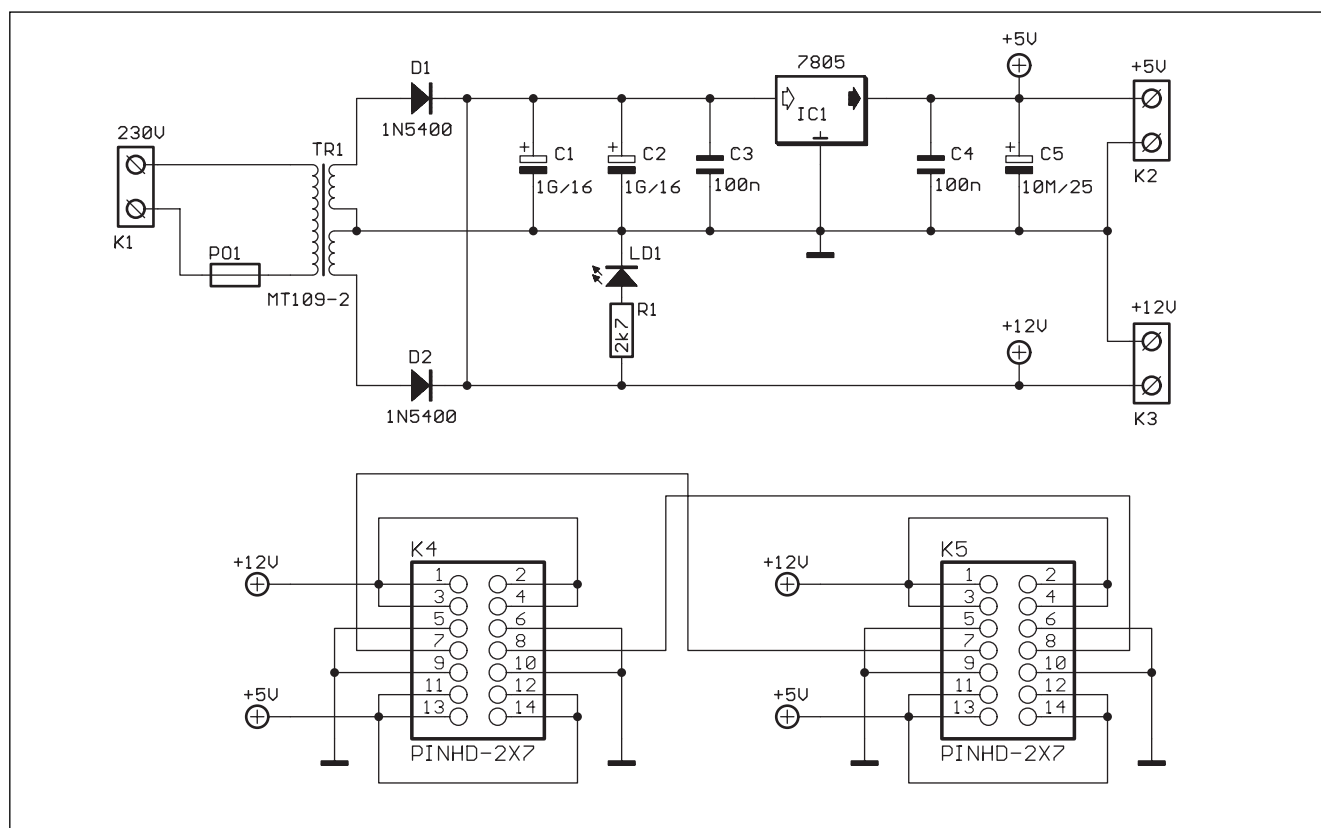 +5V
D1
7805
+5V
230V
1N5400
IC1
TR1
+
C1
+
C2
C3
C4
+
C5
1G/16
1G/16
100n
100n
10M/25
K2
K1
PO1
LD1
MT109-2
R1
+12V
2k7
+12V
D2
1N5400
K3
K4
K5
+12V
1 2
+12V
1 2
3 4
3 4
5 6
5 6
7 8
7 8
9 10
9 10
+5V
11 12
+5V
11 12
13 14
13 14
PINHD-2X7
PINHD-2X7